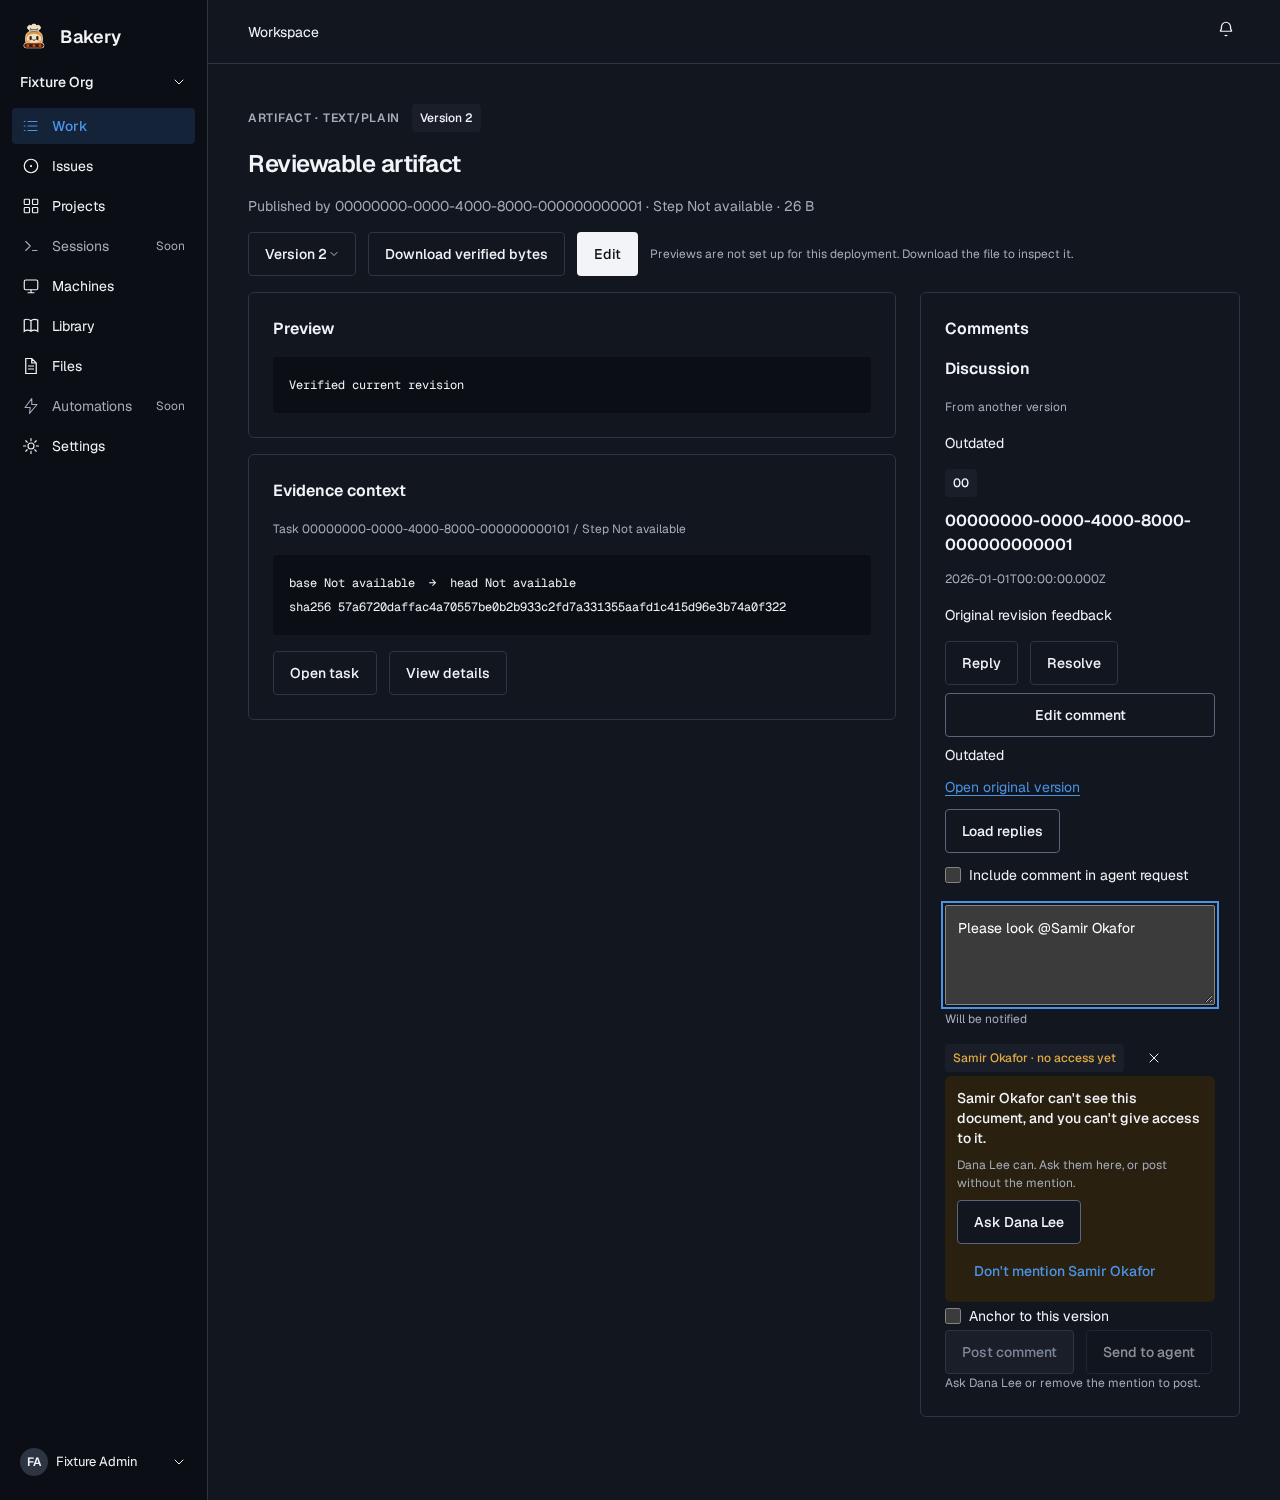 Bakery
Fixture Org
Work
Issues
Projects
Sessions Soon
Machines
Library
Files
Automations Soon
Settings
FA Fixture Admin
Workspace
ARTIFACT · TEXT/PLAIN Version 2
Reviewable artifact
Published by 00000000-0000-4000-8000-000000000001 · Step Not available · 26 B
Version 2 Download verified bytes Edit Previews are not set up for this deployment. Download the file to inspect it.
Preview
Verified current revision
Evidence context
Task 00000000-0000-4000-8000-000000000101 / Step Not available
base Not available → head Not available
sha256 57a6720daffac4a70557be0b2b933c2fd7a331355aafd1c415d96e3b74a0f322
Open task View details
Comments
Discussion
From another version
Outdated
00
00000000-0000-4000-8000-
000000000001
2026-01-01T00:00:00.000Z
Original revision feedback
Reply Resolve
Edit comment
Outdated
Open original version
Load replies
Include comment in agent request
Please look @Samir Okafor
Will be notified
Samir Okafor · no access yet
Samir Okafor can't see this
document, and you can't give access
to it.
Dana Lee can. Ask them here, or post
without the mention.
Ask Dana Lee
Don't mention Samir Okafor
Anchor to this version
Post comment Send to agent
Ask Dana Lee or remove the mention to post.